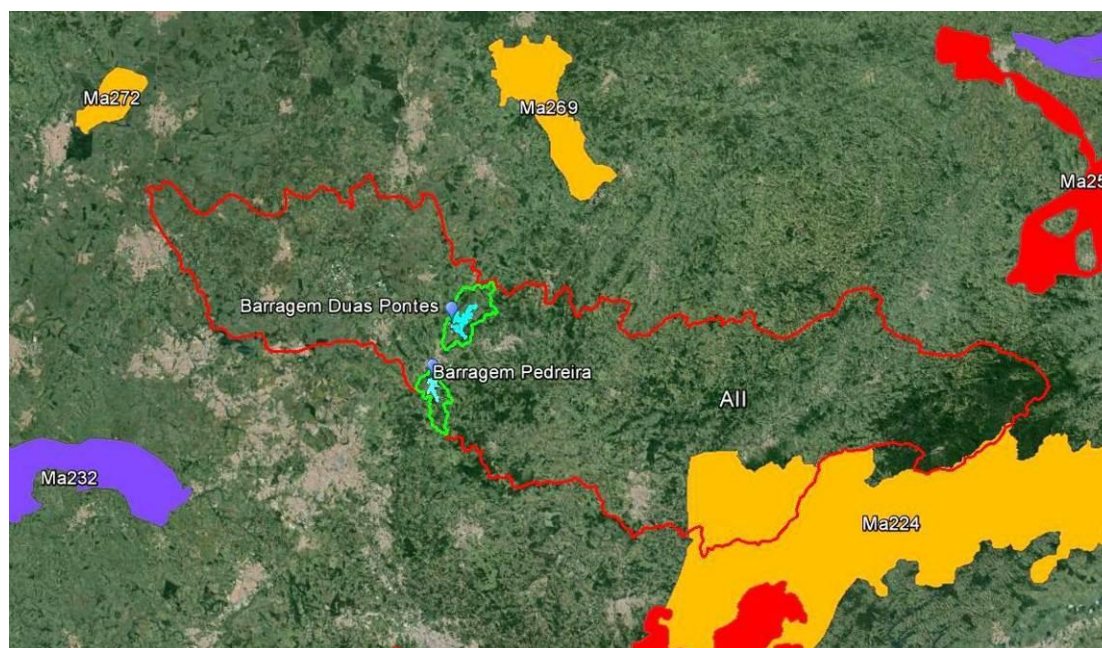 Ma272
Ma269
Ma25
Barragem Duas Pontes
Barragem Pedreira
AII
Ma232
Ma224